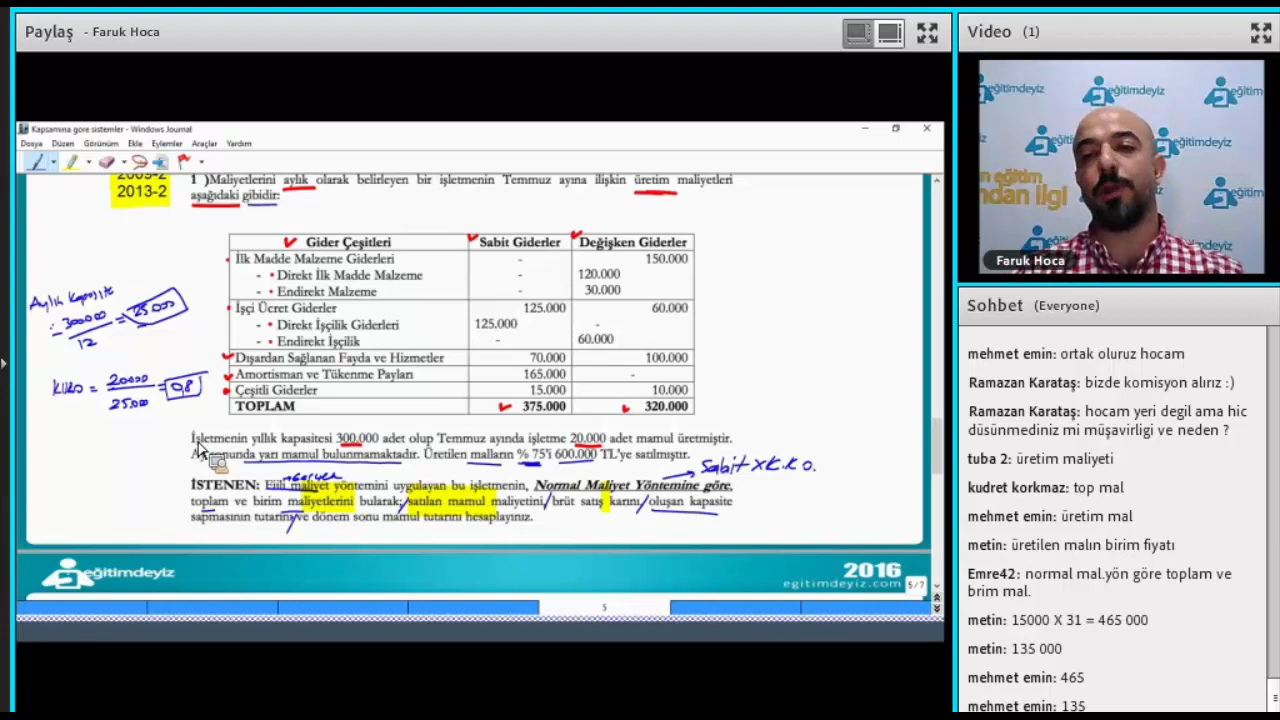 Paylaş - Faruk Hoca
Video (1)
Kapsamına göre sistemler - Windows Journal
Dosya Düzen Görünüm Ekle Eylemler Araçlar Yardım
2013-2
1 )Maliyetlerini aylık olarak belirleyen bir işletmenin Temmuz ayına ilişkin üretim maliyetleri
aşağıdaki gibidir:
Gider Çeşitleri Sabit Giderler Değişken Giderler
İlk Madde Malzeme Giderleri - 150.000
- Direkt İlk Madde Malzeme - 120.000
- Endirekt Malzeme - 30.000
İşçi Ücret Giderler 125.000 60.000
- Direkt İşçilik Giderleri 125.000 -
- Endirekt İşçilik - 60.000
Dışardan Sağlanan Fayda ve Hizmetler 70.000 100.000
Amortisman ve Tükenme Payları 165.000 -
Çeşitli Giderler 15.000 10.000
TOPLAM 375.000 320.000
Aylık Kapasite
= 300000 / 12 = 25.000
KKO = 20000 / 25.000 = 0,8
İşletmenin yıllık kapasitesi 300.000 adet olup Temmuz ayında işletme 20.000 adet mamul üretmiştir.
yarı mamul bulunmamaktadır. Üretilen malların % 75'i 600.000 TL'ye satılmıştır.
Sabit X K.K.O.
İSTENEN: Fiili maliyet yöntemini uygulayan bu işletmenin, Normal Maliyet Yöntemine göre,
toplam ve birim maliyetlerini bularak; satılan mamul maliyetini, brüt satış karını, oluşan kapasite
sapmasının tutarını ve dönem sonu mamul tutarını hesaplayınız.
eğitimdeyiz
2016
egitimdeyiz.com 5/7
5
eğitimdeyiz
Faruk Hoca
Sohbet (Everyone)
mehmet emin: ortak oluruz hocam
Ramazan Karataş: bizde komisyon alırız :)
Ramazan Karataş: hocam yeri degil ama hic
düsünmediniz mi müşavirligi ve neden ?
tuba 2: üretim maliyeti
kudret korkmaz: top mal
mehmet emin: üretim mal
metin: üretilen malın birim fiyatı
Emre42: normal mal.yön göre toplam ve
brim mal.
metin: 15000 X 31 = 465 000
metin: 135 000
mehmet emin: 465
mehmet emin: 135